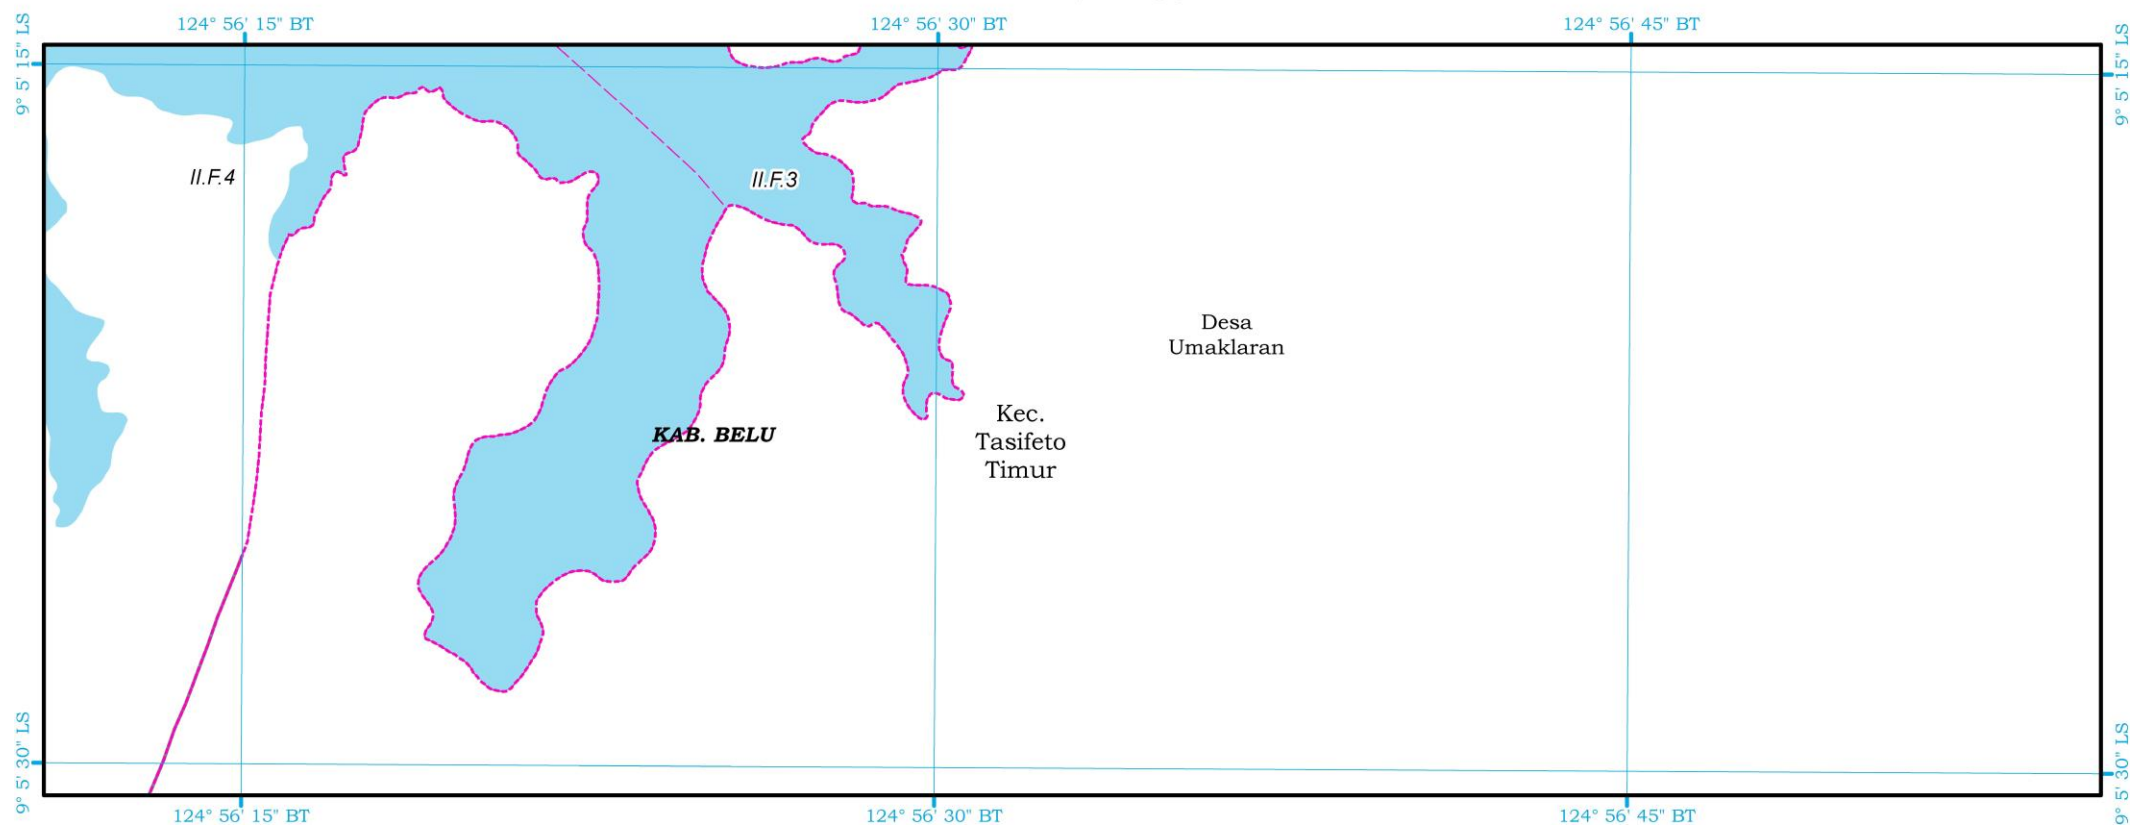 124° 56' 15" BT
124° 56' 30" BT
124° 56' 45" BT
9° 5' 15" LS
9° 5' 15" LS
II.F.4
II.F.3
Desa
Umaklaran
Kec.
Tasifeto
Timur
KAB. BELU
9° 5' 30" LS
9° 5' 30" LS
124° 56' 15" BT
124° 56' 30" BT
124° 56' 45" BT